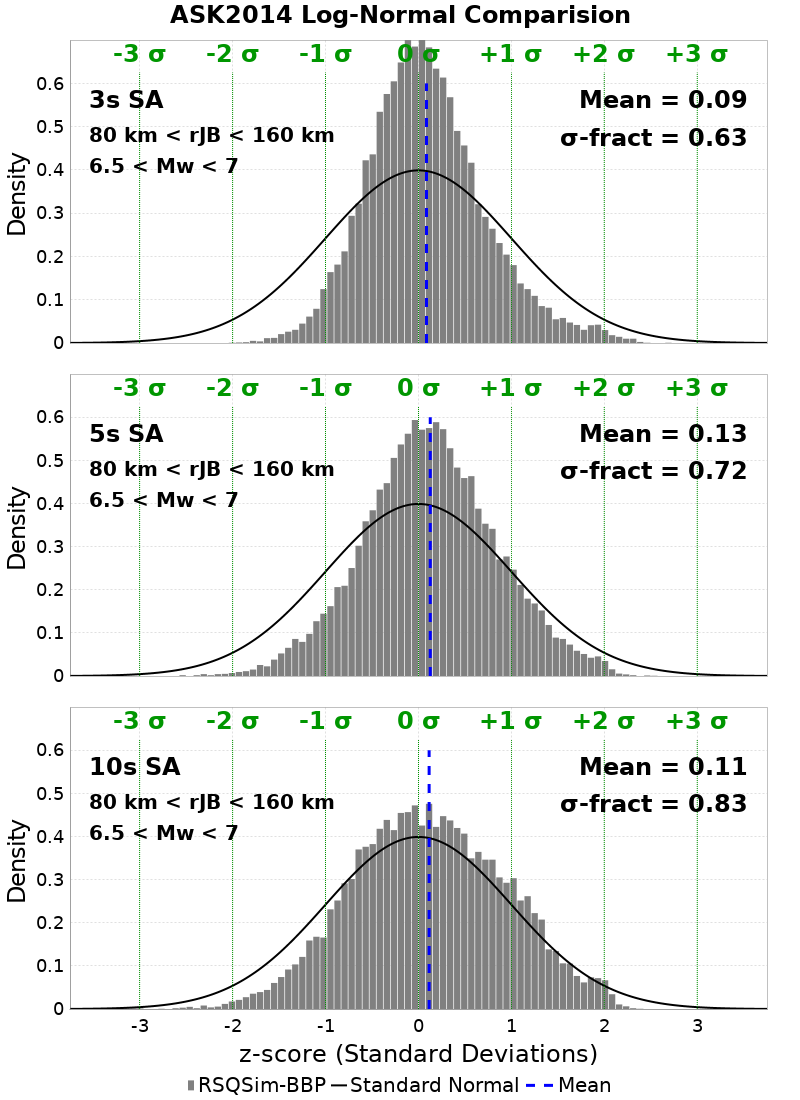 ASK2014 Log-Normal Comparision
-3 σ -2 σ -1 σ 0 σ +1 σ +2 σ +3 σ
3s SA
80 km < rJB < 160 km
6.5 < Mw < 7
Mean = 0.09
σ-fract = 0.63
0.6
0.5
0.4
0.3
0.2
0.1
0
Density
-3 σ -2 σ -1 σ 0 σ +1 σ +2 σ +3 σ
5s SA
80 km < rJB < 160 km
6.5 < Mw < 7
Mean = 0.13
σ-fract = 0.72
0.6
0.5
0.4
0.3
0.2
0.1
0
Density
-3 σ -2 σ -1 σ 0 σ +1 σ +2 σ +3 σ
10s SA
80 km < rJB < 160 km
6.5 < Mw < 7
Mean = 0.11
σ-fract = 0.83
0.6
0.5
0.4
0.3
0.2
0.1
0
Density
-3 -2 -1 0 1 2 3
z-score (Standard Deviations)
RSQSim-BBP Standard Normal Mean